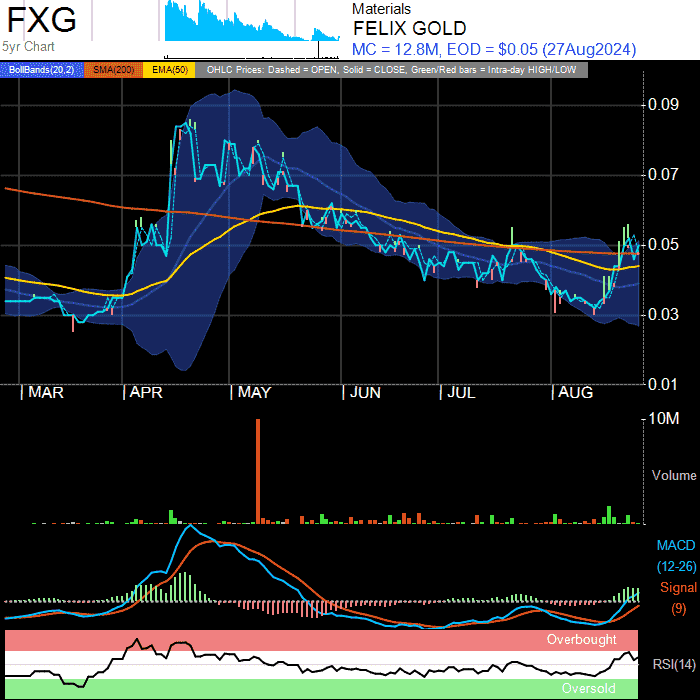 FXG
5yr Chart
Materials
FELIX GOLD
MC = 12.8M, EOD = $0.05 (27Aug2024)
BollBands(20,2) SMA(200) EMA(50) OHLC Prices: Dashed = OPEN, Solid = CLOSE, Green/Red bars = Intra-day HIGH/LOW
0.09
0.07
0.05
0.03
0.01
| MAR | APR | MAY | JUN | JUL | AUG
10M
Volume
MACD
(12-26)
Signal
(9)
Overbought
RSI(14)
Oversold